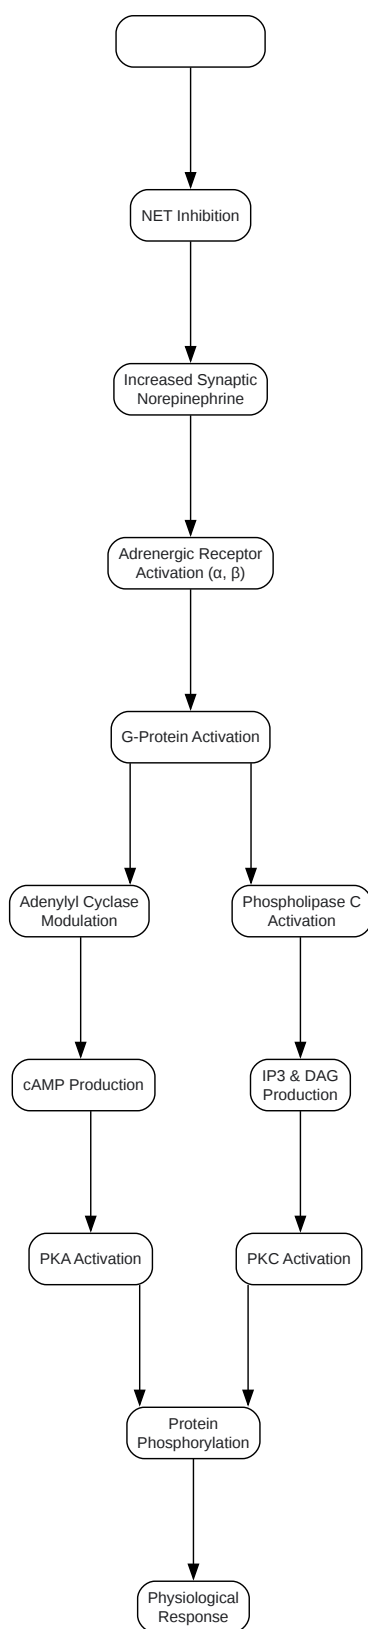 NET Inhibition
Increased Synaptic
Norepinephrine
Adrenergic Receptor
Activation (α, β)
G-Protein Activation
Adenylyl Cyclase
Modulation
Phospholipase C
Activation
cAMP Production
IP3 & DAG
Production
PKA Activation
PKC Activation
Protein
Phosphorylation
Physiological
Response